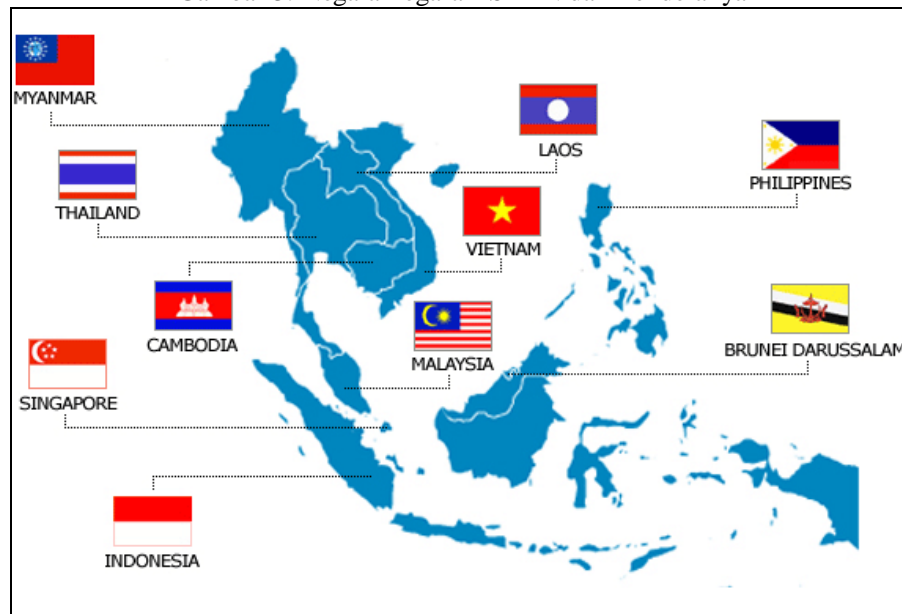 MYANMAR
LAOS
PHILIPPINES
THAILAND
VIETNAM
CAMBODIA
MALAYSIA
BRUNEI DARUSSALAM
SINGAPORE
INDONESIA